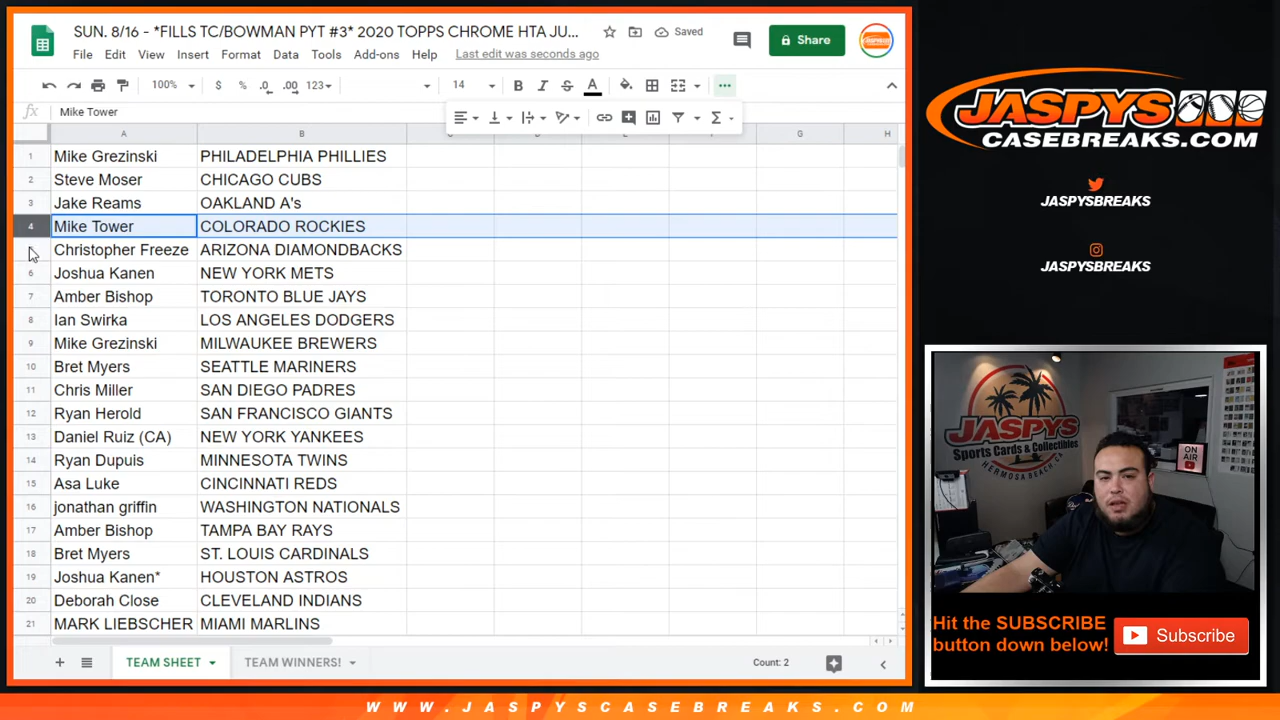 SUN. 8/16 - *FILLS TC/BOWMAN PYT #3* 2020 TOPPS CHROME HTA JU...
Saved
Share
File Edit View Insert Format Data Tools Add-ons Help Last edit was seconds ago
100% $ % .0 .00 123 14 B I S A
fx Mike Tower
A B C D E F G H
1 Mike Grezinski PHILADELPHIA PHILLIES
2 Steve Moser CHICAGO CUBS
3 Jake Reams OAKLAND A's
4 Mike Tower COLORADO ROCKIES
Christopher Freeze ARIZONA DIAMONDBACKS
6 Joshua Kanen NEW YORK METS
7 Amber Bishop TORONTO BLUE JAYS
8 Ian Swirka LOS ANGELES DODGERS
9 Mike Grezinski MILWAUKEE BREWERS
10 Bret Myers SEATTLE MARINERS
11 Chris Miller SAN DIEGO PADRES
12 Ryan Herold SAN FRANCISCO GIANTS
13 Daniel Ruiz (CA) NEW YORK YANKEES
14 Ryan Dupuis MINNESOTA TWINS
15 Asa Luke CINCINNATI REDS
16 jonathan griffin WASHINGTON NATIONALS
17 Amber Bishop TAMPA BAY RAYS
18 Bret Myers ST. LOUIS CARDINALS
19 Joshua Kanen* HOUSTON ASTROS
20 Deborah Close CLEVELAND INDIANS
21 MARK LIEBSCHER MIAMI MARLINS
TEAM SHEET TEAM WINNERS! Count: 2
JASPYS
CASEBREAKS.COM
JASPYSBREAKS
JASPYSBREAKS
JASPYS
Sports Cards & Collectibles
HERMOSA BEACH, CA
ON AIR
Hit the SUBSCRIBE
button down below!
Subscribe
WWW.JASPYSCASEBREAKS.COM